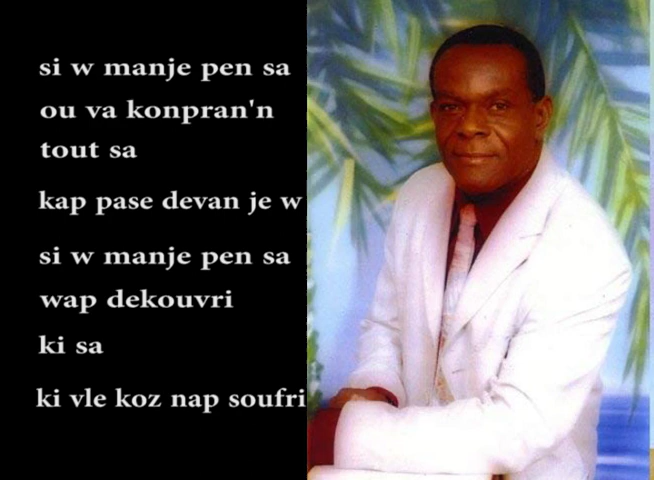 si w manje pen sa
ou va konpran'n
tout sa
kap pase devan je w
si w manje pen sa
wap dekouvri
ki sa
ki vle koz nap soufri